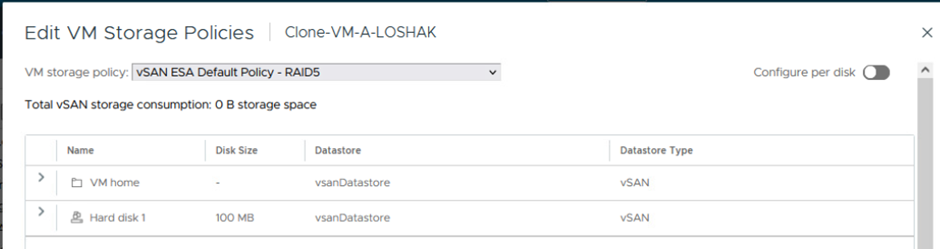 Edit VM Storage Policies | Clone-VM-A-LOSHAK
VM storage policy: vSAN ESA Default Policy - RAID5 Configure per disk
Total vSAN storage consumption: 0 B storage space
Name Disk Size Datastore Datastore Type
VM home - vsanDatastore vSAN
Hard disk 1 100 MB vsanDatastore vSAN